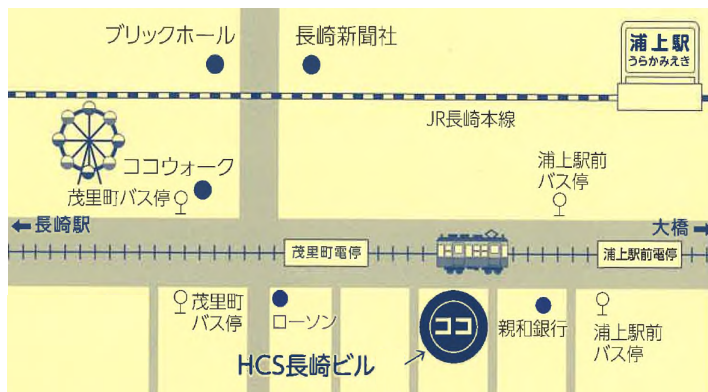 ブリックホール
長崎新聞社
浦上駅
うらかみえき
JR長崎本線
ココウォーク
茂里町バス停
浦上駅前
バス停
←長崎駅
大橋→
茂里町電停
浦上駅前電停
茂里町
バス停
ローソン
ココ
親和銀行
浦上駅前
バス停
HCS長崎ビル